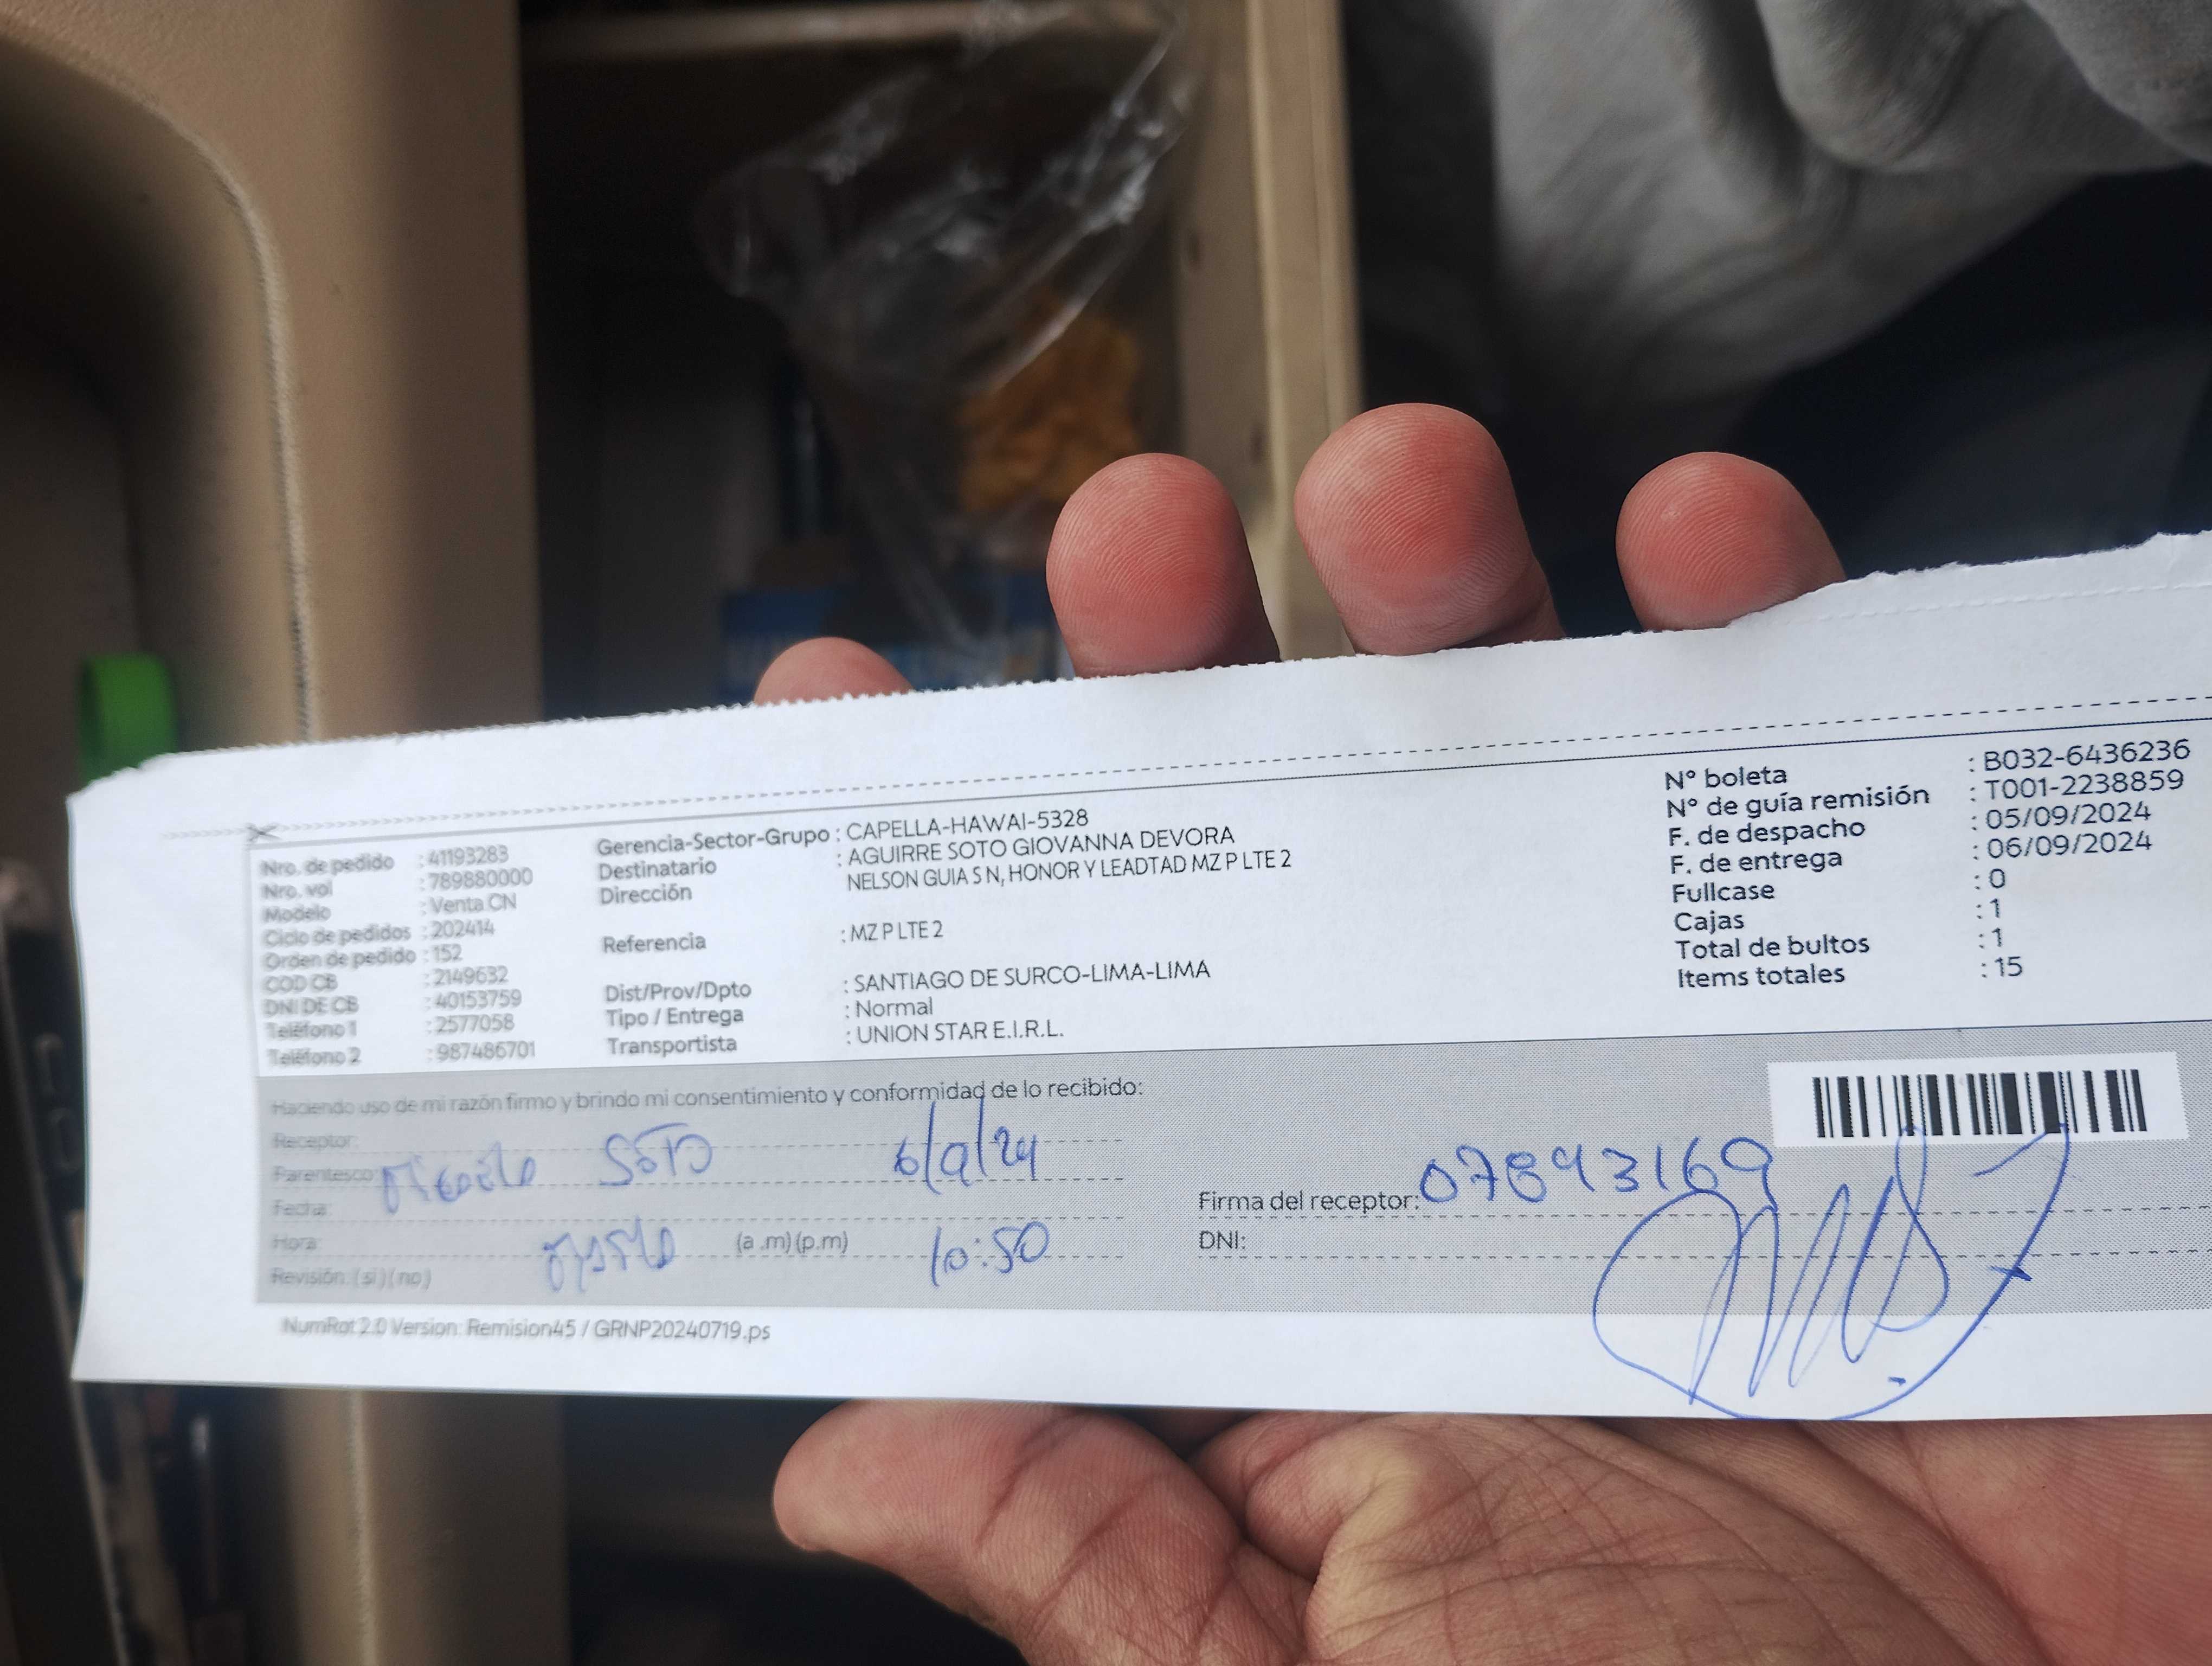 Nro. de pedido : 41193283
Nro. vol : 789880000
Modelo : Venta CN
Ciclo de pedidos : 202414
Orden de pedido : 152
COD CB : 2149632
DNI DE CB : 40153759
Teléfono 1 : 2577058
Teléfono 2 : 987486701
Gerencia-Sector-Grupo : CAPELLA-HAWAI-5328
Destinatario : AGUIRRE SOTO GIOVANNA DEVORA
Dirección NELSON GUIA S N, HONOR Y LEADTAD MZ P LTE 2
Referencia : MZ P LTE 2
Dist/Prov/Dpto : SANTIAGO DE SURCO-LIMA-LIMA
Tipo / Entrega : Normal
Transportista : UNION STAR E.I.R.L.
N° boleta : B032-6436236
N° de guía remisión : T001-2238859
F. de despacho : 05/09/2024
F. de entrega : 06/09/2024
Fullcase : 0
Cajas : 1
Total de bultos : 1
Items totales : 15
Haciendo uso de mi razón firmo y brindo mi consentimiento y conformidad de lo recibido:
Receptor:
Parentesco: SOTO 6/9/24
Fecha:
Hora: (a .m) (p.m) 10:50
Revisión: (si) (no)
Firma del receptor: 07893169
DNI:
NumRot 2.0 Version: Remision45 / GRNP20240719.ps